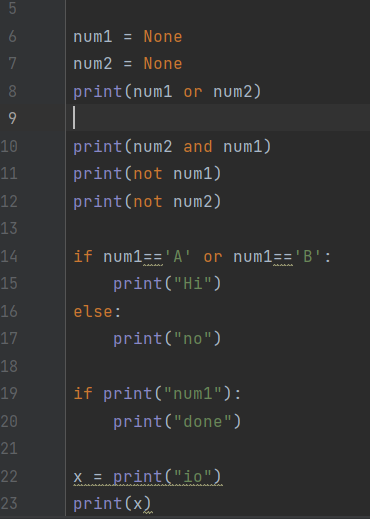 5
6 num1 = None
7 num2 = None
8 print(num1 or num2)
9
10 print(num2 and num1)
11 print(not num1)
12 print(not num2)
13
14 if num1=='A' or num1=='B':
15     print("Hi")
16 else:
17     print("no")
18
19 if print("num1"):
20     print("done")
21
22 x = print("io")
23 print(x)